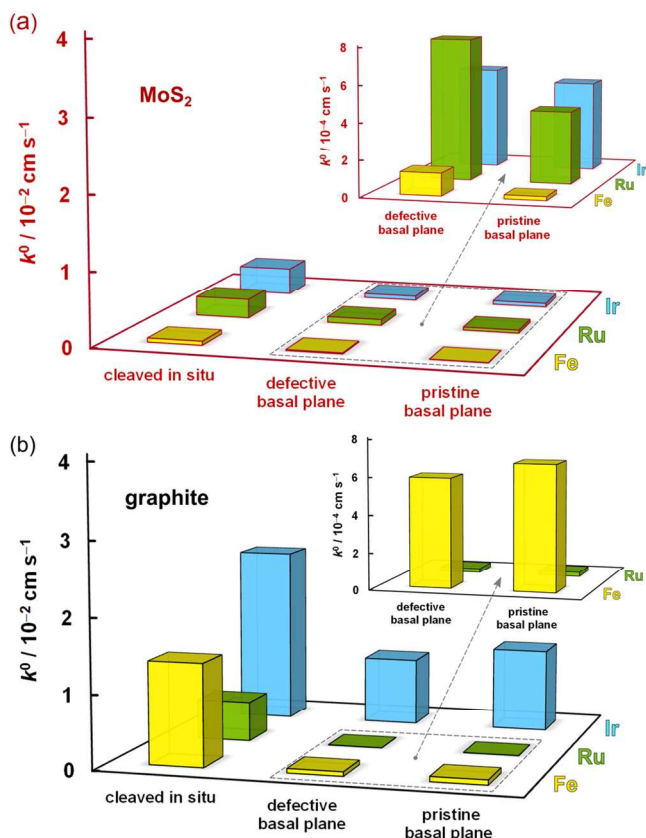 (a)
MoS₂
k⁰ / 10⁻² cm s⁻¹
4
3
2
1
0
cleaved in situ
defective
basal plane
pristine
basal plane
Fe
Ru
Ir
k⁰ / 10⁻⁴ cm s⁻¹
8
6
4
2
0
defective
basal plane
pristine
basal plane
Fe
Ru
Ir
(b)
graphite
k⁰ / 10⁻² cm s⁻¹
4
3
2
1
0
cleaved in situ
defective
basal plane
pristine
basal plane
Fe
Ru
Ir
k⁰ / 10⁻⁴ cm s⁻¹
8
6
4
2
0
defective
basal plane
pristine
basal plane
Fe
Ru